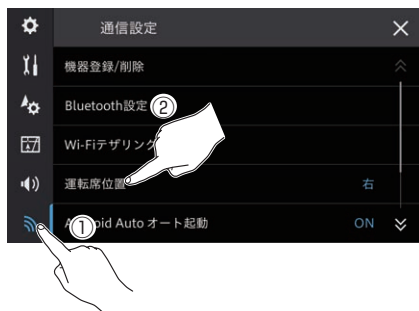 通信設定
機器登録/削除
Bluetooth設定 ②
Wi-Fiテザリング
運転席位置 右
①
Auto オート起動 ON